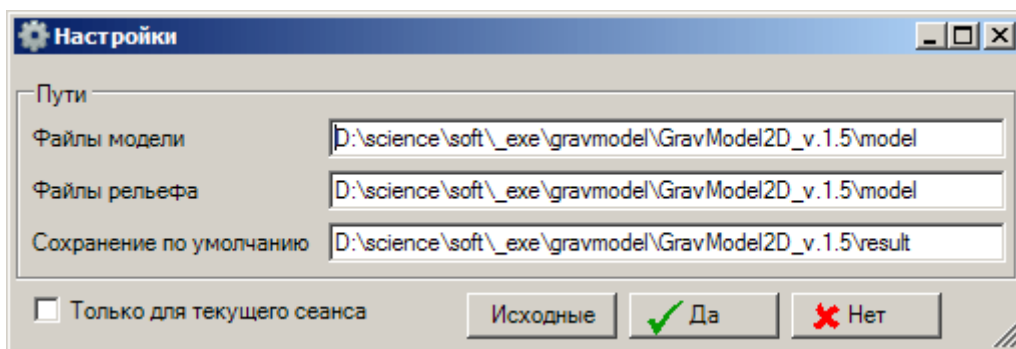 Настройки
Пути
Файлы модели D:\science\soft\_exe\gravmodel\GravModel2D_v.1.5\model
Файлы рельефа D:\science\soft\_exe\gravmodel\GravModel2D_v.1.5\model
Сохранение по умолчанию D:\science\soft\_exe\gravmodel\GravModel2D_v.1.5\result
Только для текущего сеанса Исходные Да Нет